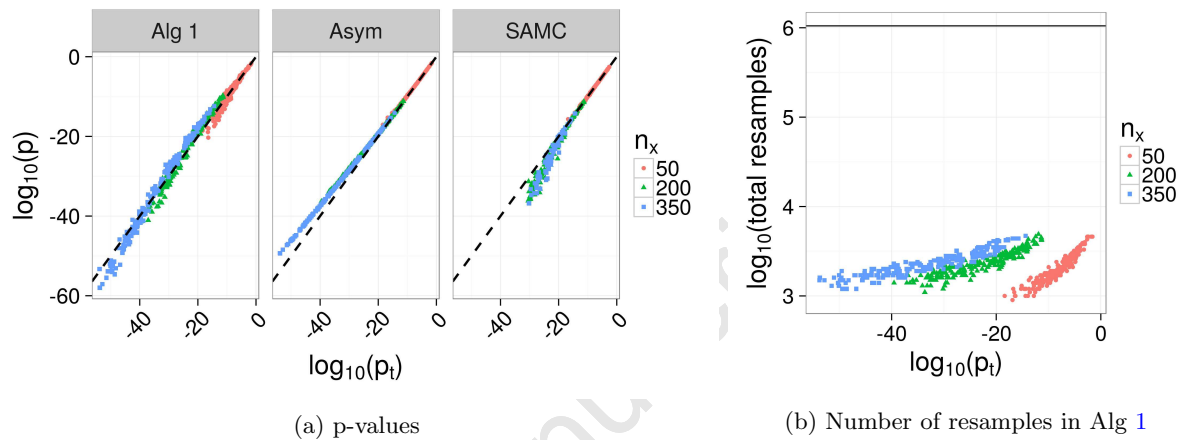 Alg 1 Asym SAMC
log10(p)
0
-20
-40
-60
-40 -20 0 -40 -20 0 -40 -20 0
log10(pt)
nx
50
200
350
(a) p-values
log10(total resamples)
6
5
4
3
-40 -20 0
log10(pt)
nx
50
200
350
(b) Number of resamples in Alg 1